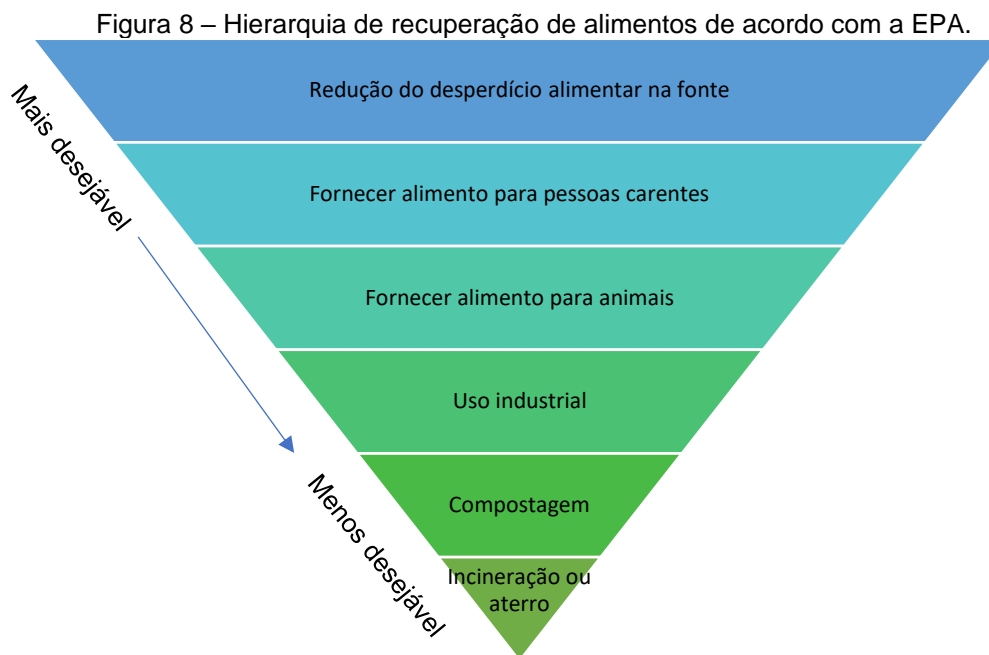 Figura 8 – Hierarquia de recuperação de alimentos de acordo com a EPA.
Redução do desperdício alimentar na fonte
Mais desejável
Fornecer alimento para pessoas carentes
Fornecer alimento para animais
Uso industrial
Menos desejável
Compostagem
Incineração ou
aterro